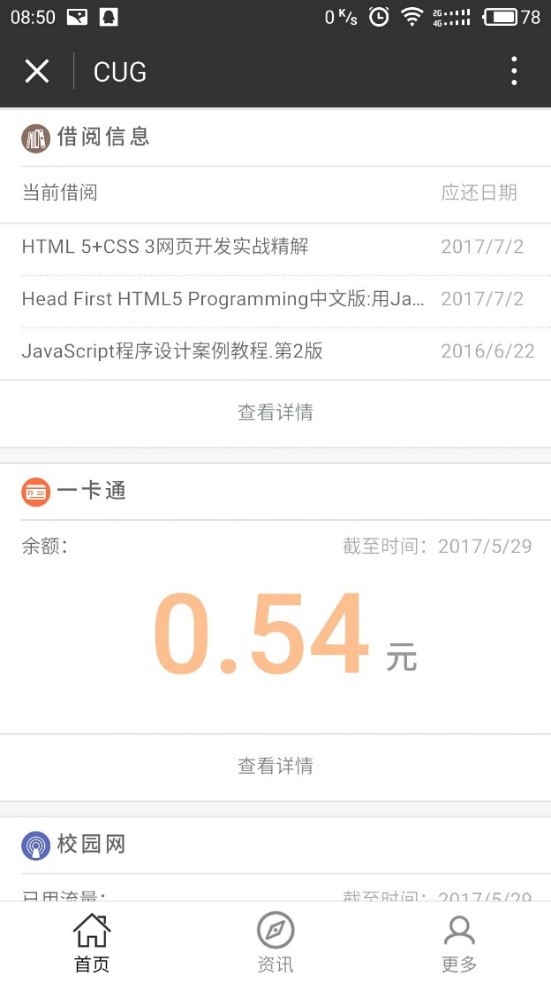 08:50 0 K/s 2G 4G 78
CUG
借阅信息
当前借阅 应还日期
HTML 5+CSS 3网页开发实战精解 2017/7/2
Head First HTML5 Programming中文版:用Ja... 2017/7/2
JavaScript程序设计案例教程.第2版 2016/6/22
查看详情
一卡通
余额： 截至时间：2017/5/29
0.54 元
查看详情
校园网
已用流量： 截至时间：2017/5/29
首页 资讯 更多